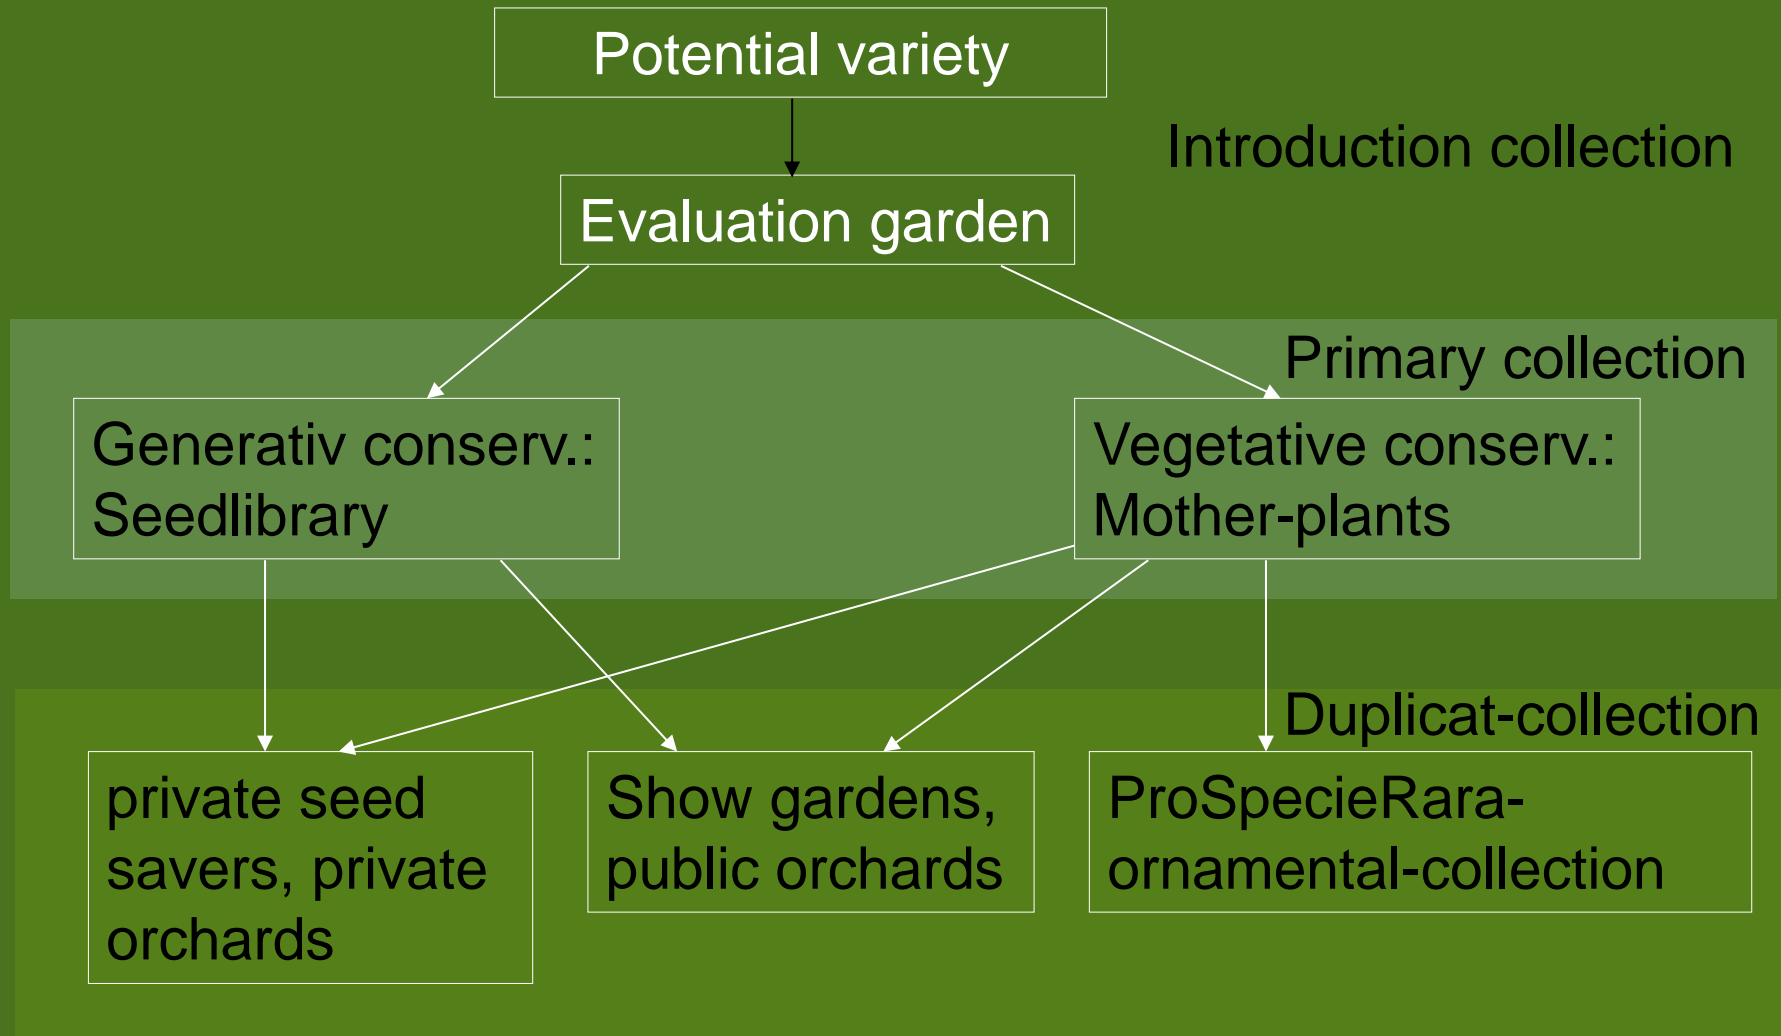 Potential variety
Introduction collection
Evaluation garden
Primary collection
Generativ conserv.:
Seedlibrary
Vegetative conserv.:
Mother-plants
Duplicat-collection
private seed
savers, private
orchards
Show gardens,
public orchards
ProSpecieRara-
ornamental-collection